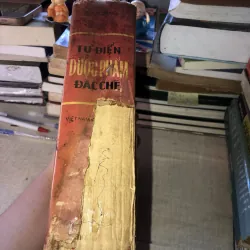 TỪ ĐIỂN
DƯỢC PHẨM
ĐẶC CHẾ